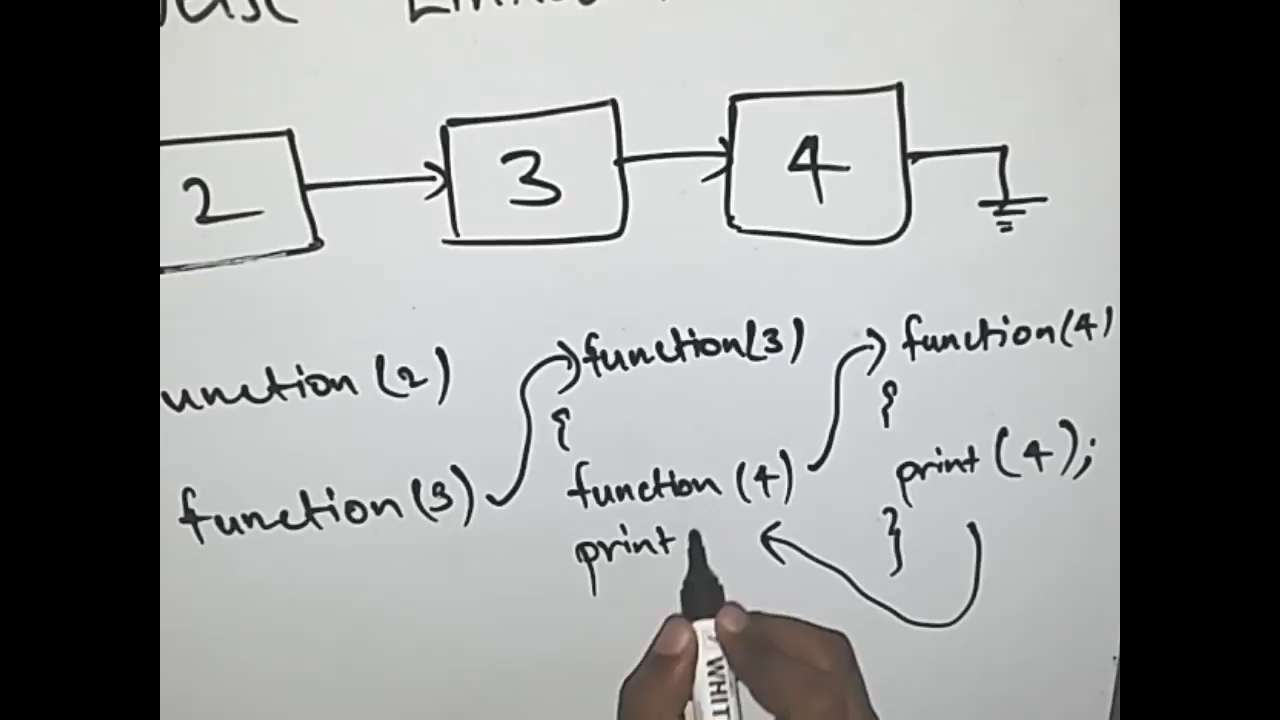 2
3
4
unction (2)
function(3)
function(3)
{
function (4)
print
function(4)
{
print (4);
}
WHIT